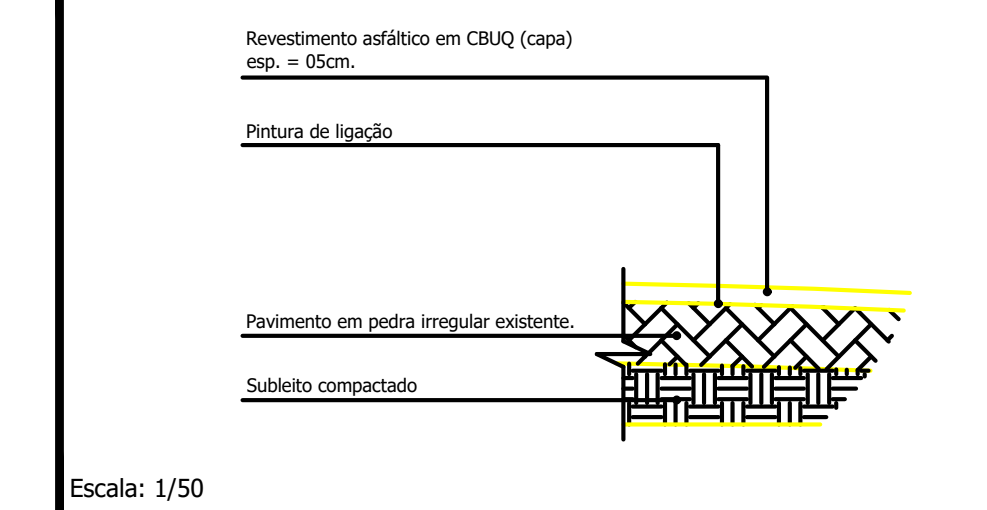 Revestimento asfáltico em CBUQ (capa)
esp. = 05cm.
Pintura de ligação
Pavimento em pedra irregular existente.
Subleito compactado
Escala: 1/50